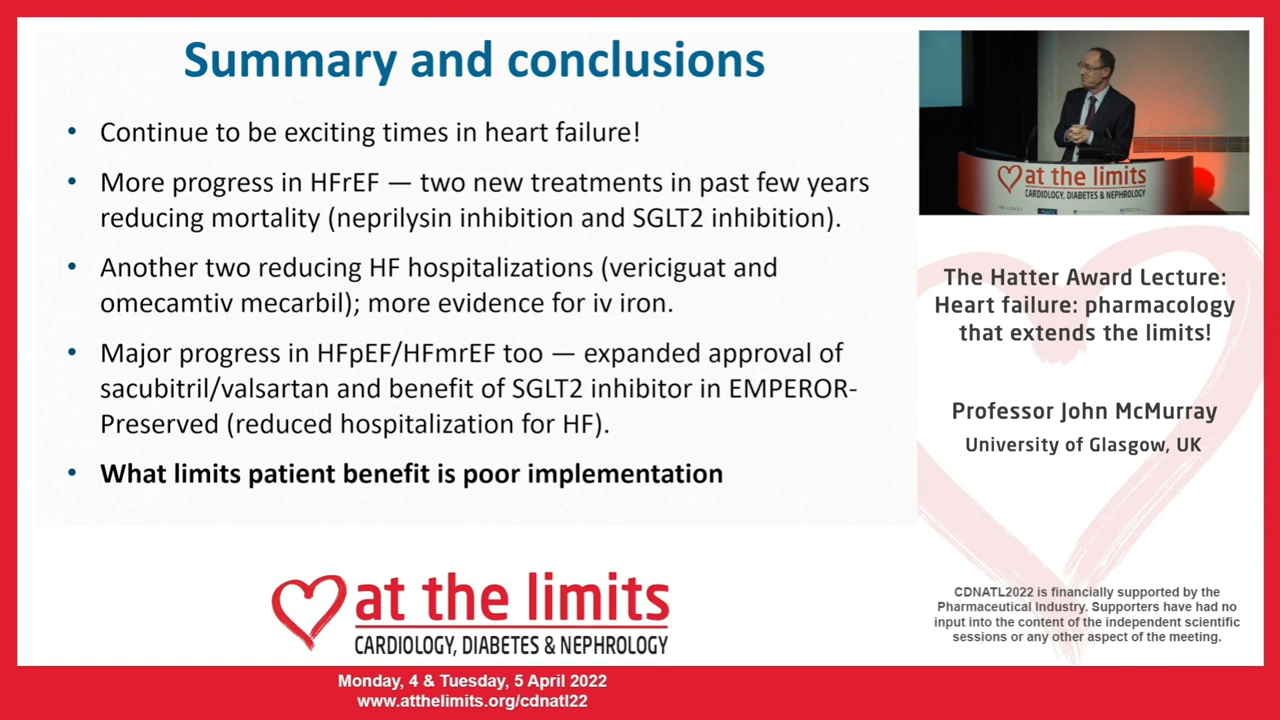 Summary and conclusions
• Continue to be exciting times in heart failure!
• More progress in HFrEF — two new treatments in past few years
reducing mortality (neprilysin inhibition and SGLT2 inhibition).
• Another two reducing HF hospitalizations (vericiguat and
omecamtiv mecarbil); more evidence for iv iron.
• Major progress in HFpEF/HFmrEF too — expanded approval of
sacubitril/valsartan and benefit of SGLT2 inhibitor in EMPEROR-
Preserved (reduced hospitalization for HF).
• What limits patient benefit is poor implementation
at the limits
CARDIOLOGY, DIABETES & NEPHROLOGY
Monday, 4 & Tuesday, 5 April 2022
www.atthelimits.org/cdnatl22
at the limits
CARDIOLOGY, DIABETES & NEPHROLOGY
The Hatter Award Lecture:
Heart failure: pharmacology
that extends the limits!
Professor John McMurray
University of Glasgow, UK
CDNATL2022 is financially supported by the
Pharmaceutical Industry. Supporters have had no
input into the content of the independent scientific
sessions or any other aspect of the meeting.